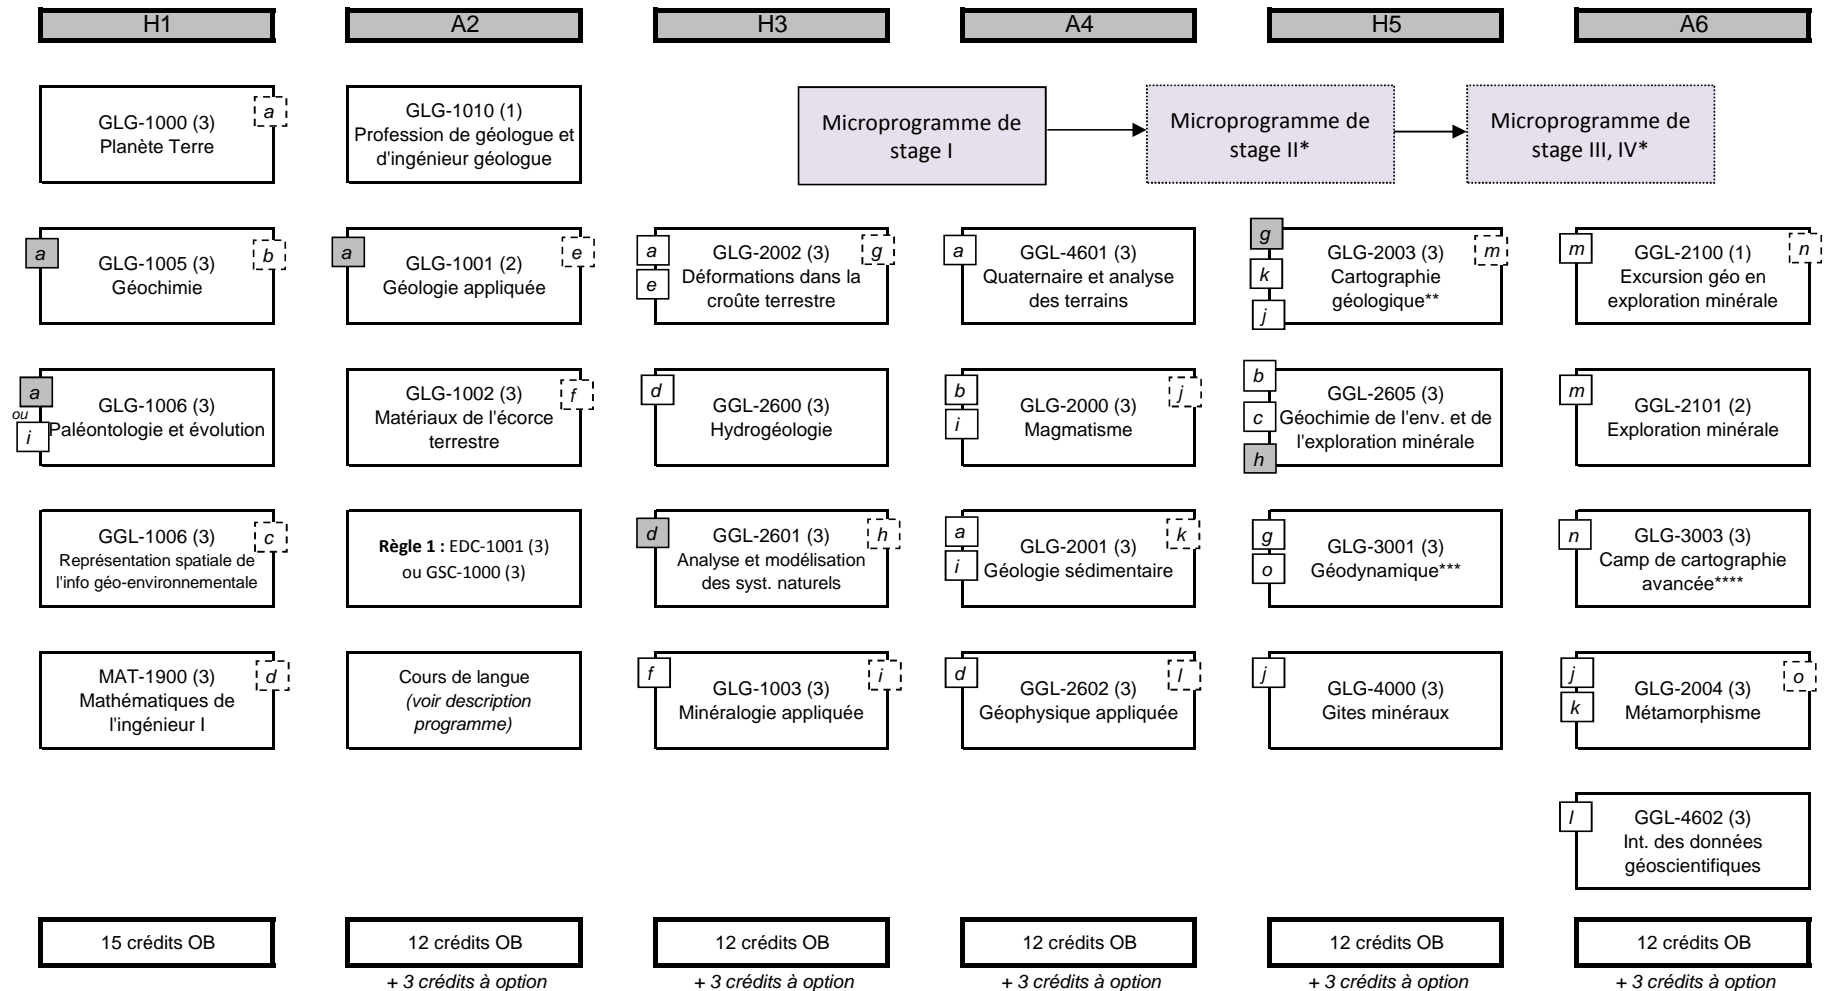 H1
A2
H3
A4
H5
A6
GLG-1000 (3)
Planète Terre
a
GLG-1010 (1)
Profession de géologue et
d'ingénieur géologue
Microprogramme de
stage I
Microprogramme de
stage II*
Microprogramme de
stage III, IV*
a
GLG-1005 (3)
Géochimie
b
a
GLG-1001 (2)
Géologie appliquée
e
a
e
GLG-2002 (3)
Déformations dans la
croûte terrestre
g
a
GGL-4601 (3)
Quaternaire et analyse
des terrains
g
k
j
GLG-2003 (3)
Cartographie
géologique**
m
m
GGL-2100 (1)
Excursion géo en
exploration minérale
n
a
ou
i
GLG-1006 (3)
Paléontologie et évolution
GLG-1002 (3)
Matériaux de l'écorce
terrestre
f
d
GGL-2600 (3)
Hydrogéologie
b
i
GLG-2000 (3)
Magmatisme
j
b
c
h
GGL-2605 (3)
Géochimie de l'env. et de
l'exploration minérale
m
GGL-2101 (2)
Exploration minérale
GGL-1006 (3)
Représentation spatiale de
l'info géo-environnementale
c
Règle 1 : EDC-1001 (3)
ou GSC-1000 (3)
d
GGL-2601 (3)
Analyse et modélisation
des syst. naturels
h
a
i
GLG-2001 (3)
Géologie sédimentaire
k
g
o
GLG-3001 (3)
Géodynamique***
n
GLG-3003 (3)
Camp de cartographie
avancée****
MAT-1900 (3)
Mathématiques de
l'ingénieur I
d
Cours de langue
(voir description
programme)
f
GLG-1003 (3)
Minéralogie appliquée
i
d
GGL-2602 (3)
Géophysique appliquée
l
j
GLG-4000 (3)
Gites minéraux
j
k
GLG-2004 (3)
Métamorphisme
o
l
GGL-4602 (3)
Int. des données
géoscientifiques
15 crédits OB
12 crédits OB
12 crédits OB
12 crédits OB
12 crédits OB
12 crédits OB
+ 3 crédits à option
+ 3 crédits à option
+ 3 crédits à option
+ 3 crédits à option
+ 3 crédits à option